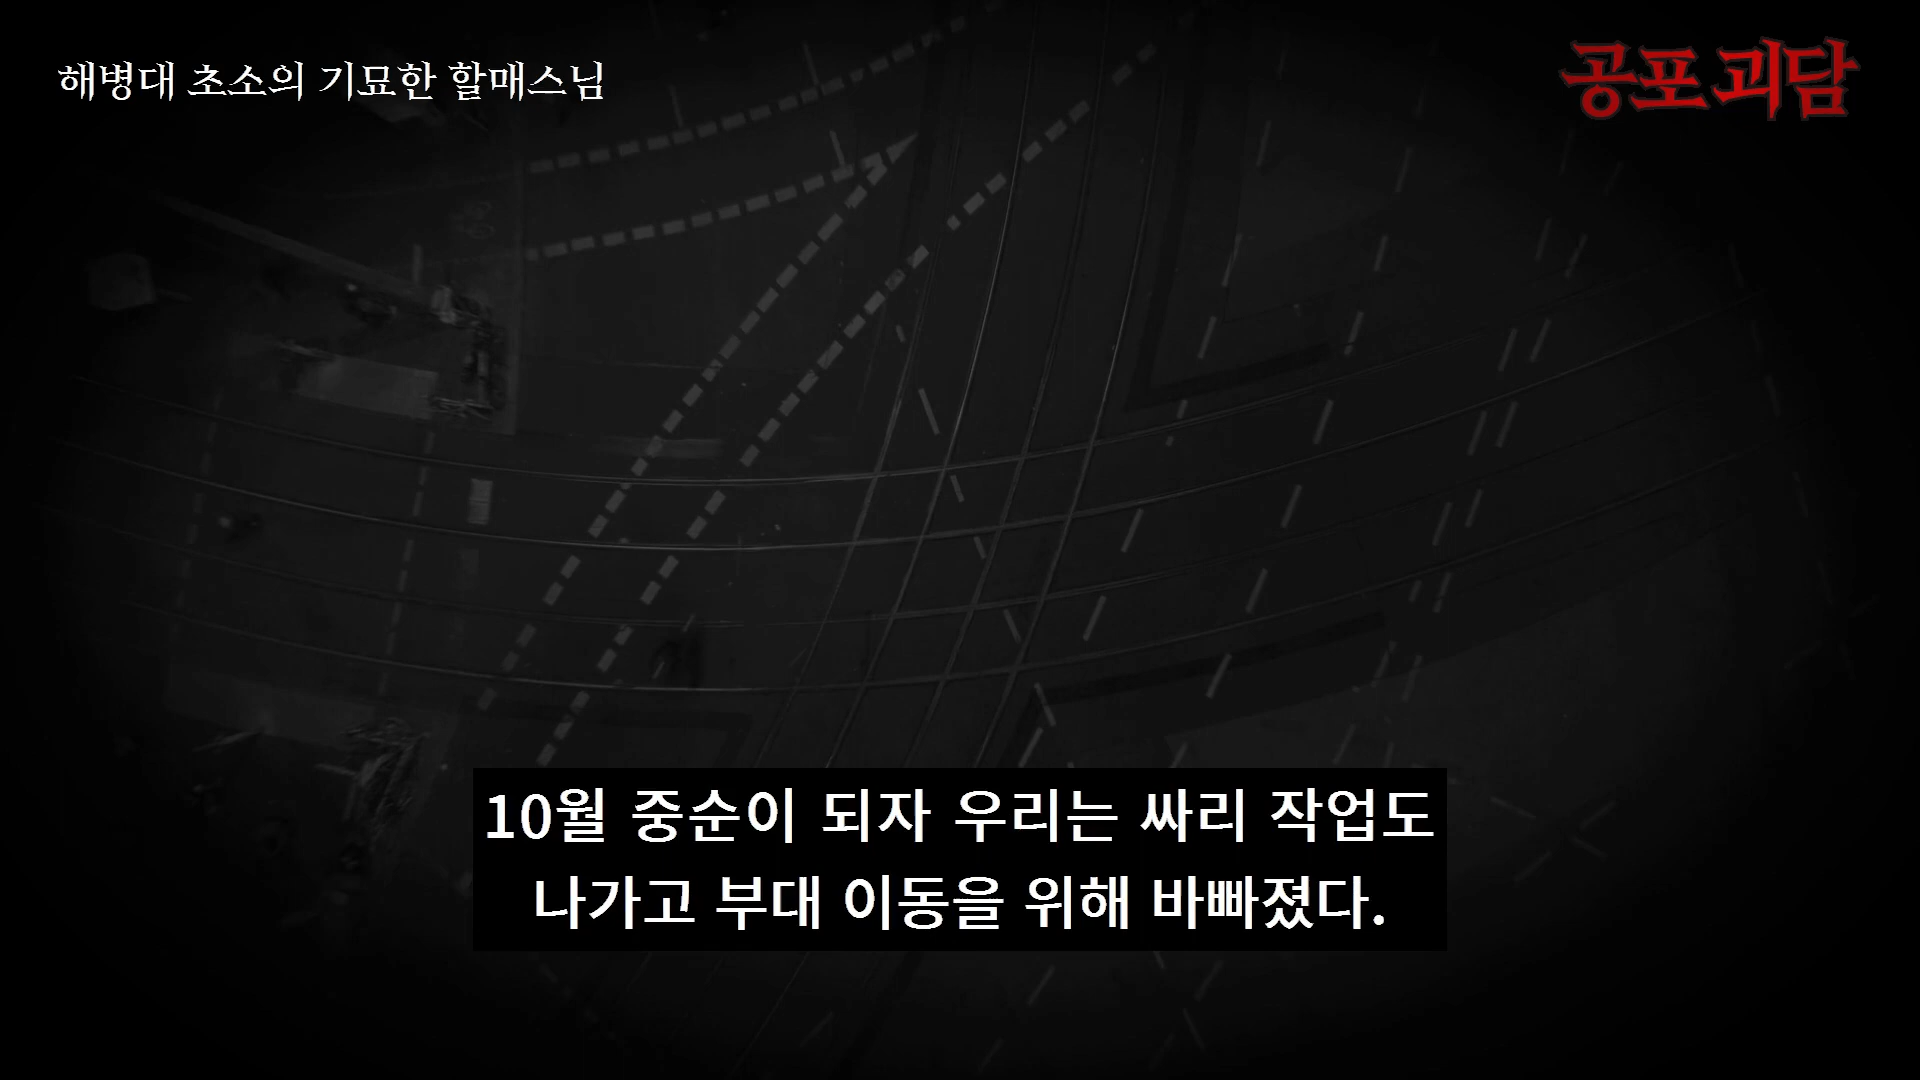 해병대 초소의 기묘한 할매스님
공포괴담
10월 중순이 되자 우리는 싸리 작업도
나가고 부대 이동을 위해 바빠졌다.